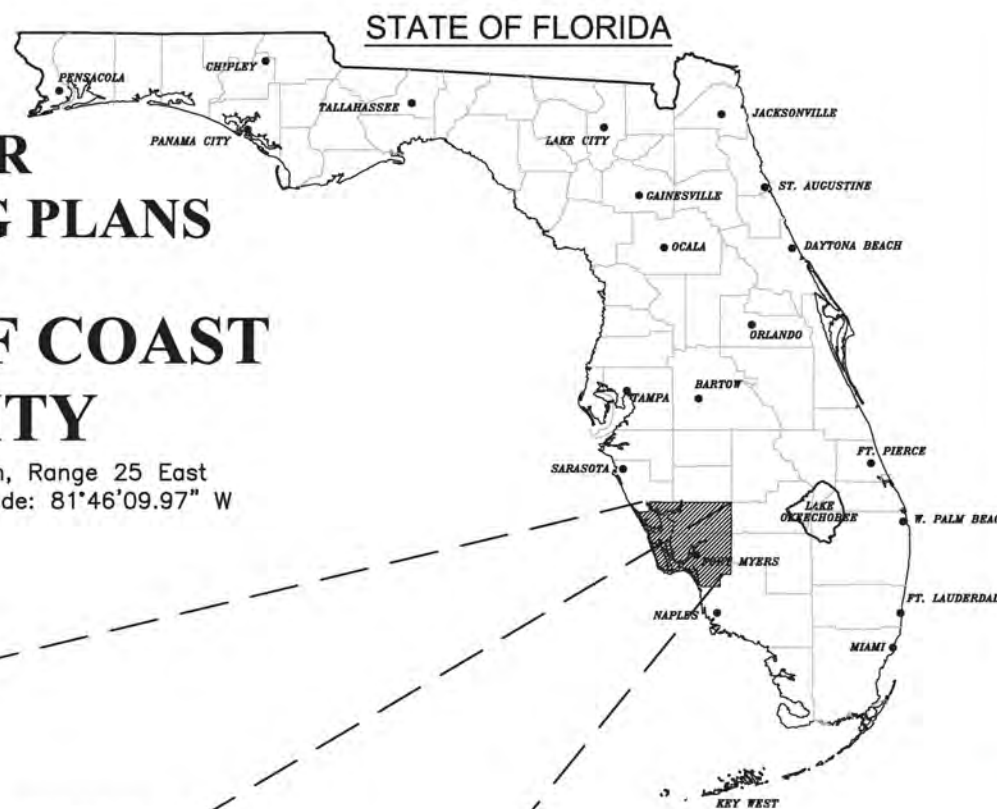 STATE OF FLORIDA
PENSACOLA
CHIPLEY
TALLAHASSEE
PANAMA CITY
LAKE CITY
JACKSONVILLE
ST. AUGUSTINE
GAINESVILLE
OCALA
DAYTONA BEACH
ORLANDO
BARTOW
TAMPA
FT. PIERCE
SARASOTA
LAKE
OKEECHOBEE
W. PALM BEAC
FORT MYERS
FT. LAUDERDAL
NAPLES
MIAMI
KEY WEST
R
G PLANS
F COAST
ITY
n, Range 25 East
de: 81°46'09.97" W